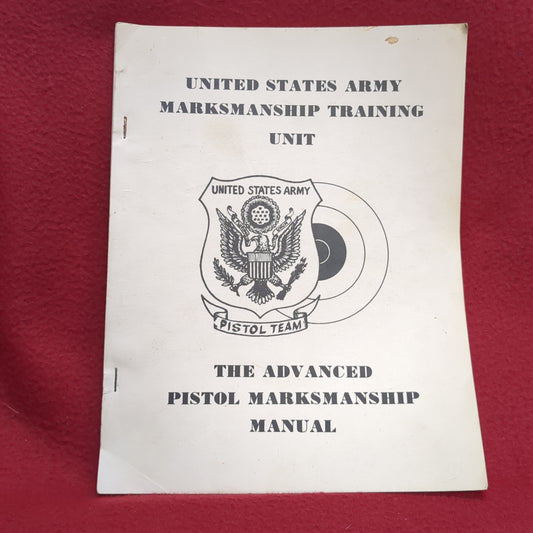 UNITED STATES ARMY
MARKSMANSHIP TRAINING
UNIT
UNITED STATES ARMY
PISTOL TEAM
THE ADVANCED
PISTOL MARKSMANSHIP
MANUAL